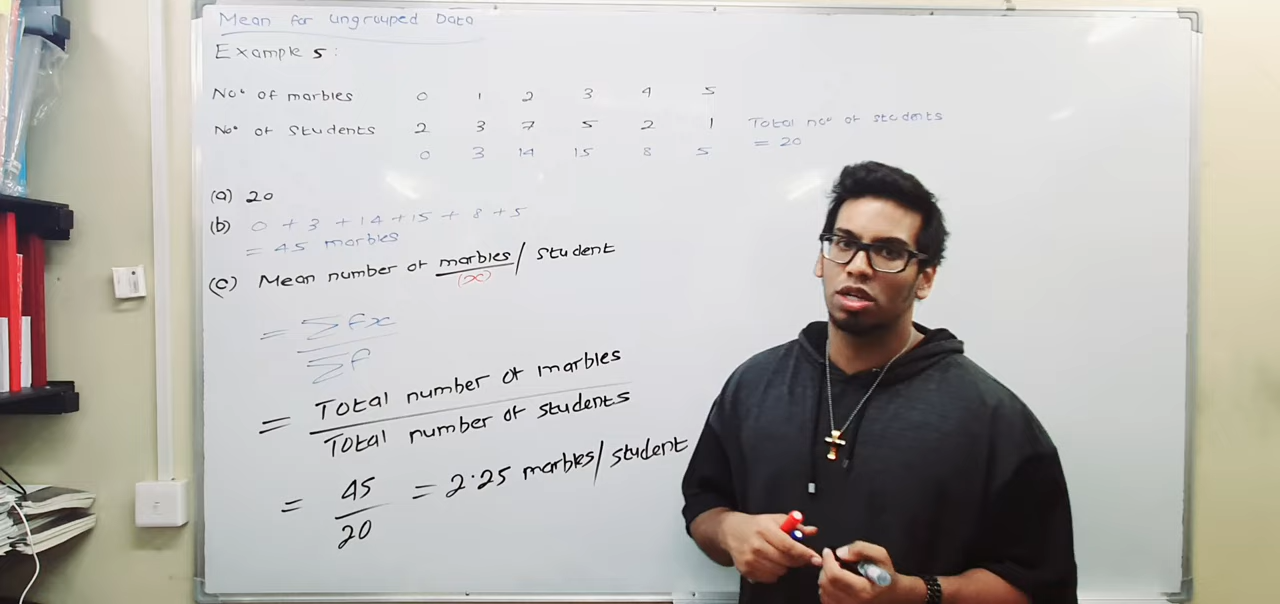 Mean for Ungrouped Data
Example 5:
No. of marbles 0 1 2 3 4 5
No. of Students 2 3 7 5 2 1 Total no. of students
0 3 14 15 8 5 = 20
(a) 20
(b) 0 + 3 + 14 + 15 + 8 + 5
= 45 marbles
(c) Mean number of marbles / student
(x)
= Σfx
Σf
= Total number of marbles
Total number of students
= 45 = 2.25 marbles/student
20